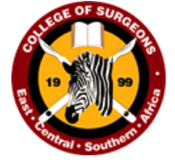 COLLEGE OF SURGEONS
19 99
East • Central • Southern • Africa •